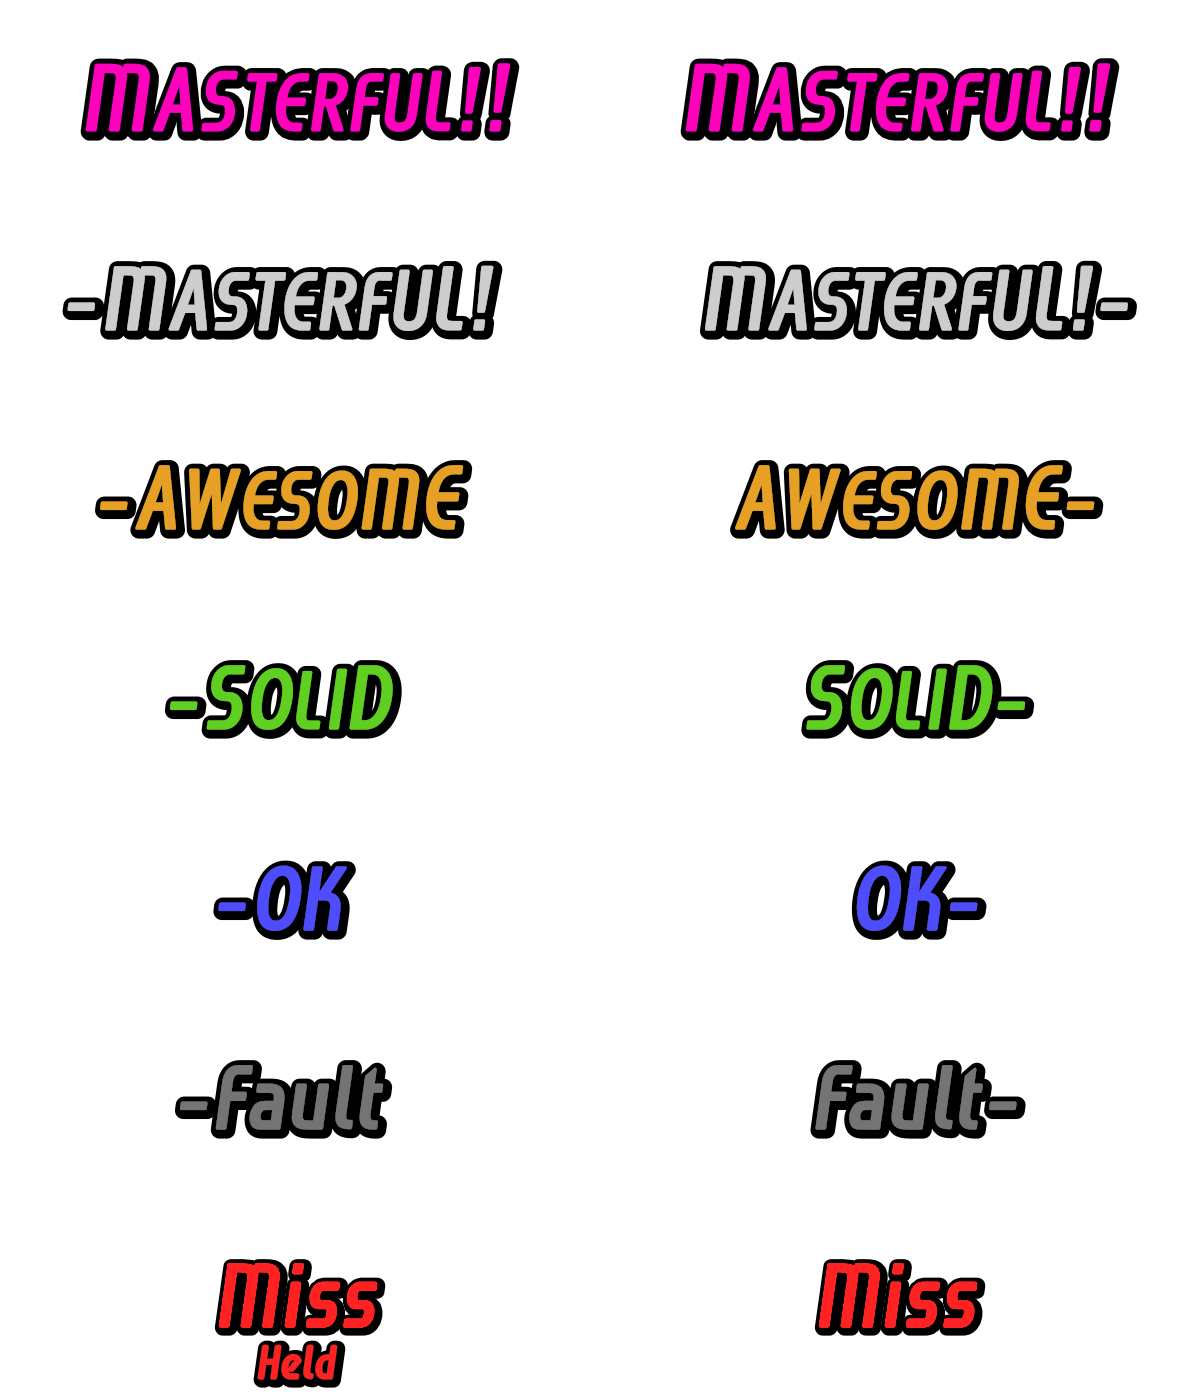 MASTERFUL!! MASTERFUL!!
-MASTERFUL! MASTERFUL!-
-AWESOME AWESOME-
-SOLID SOLID-
-OK OK-
-Fault Fault-
Miss Miss
Held